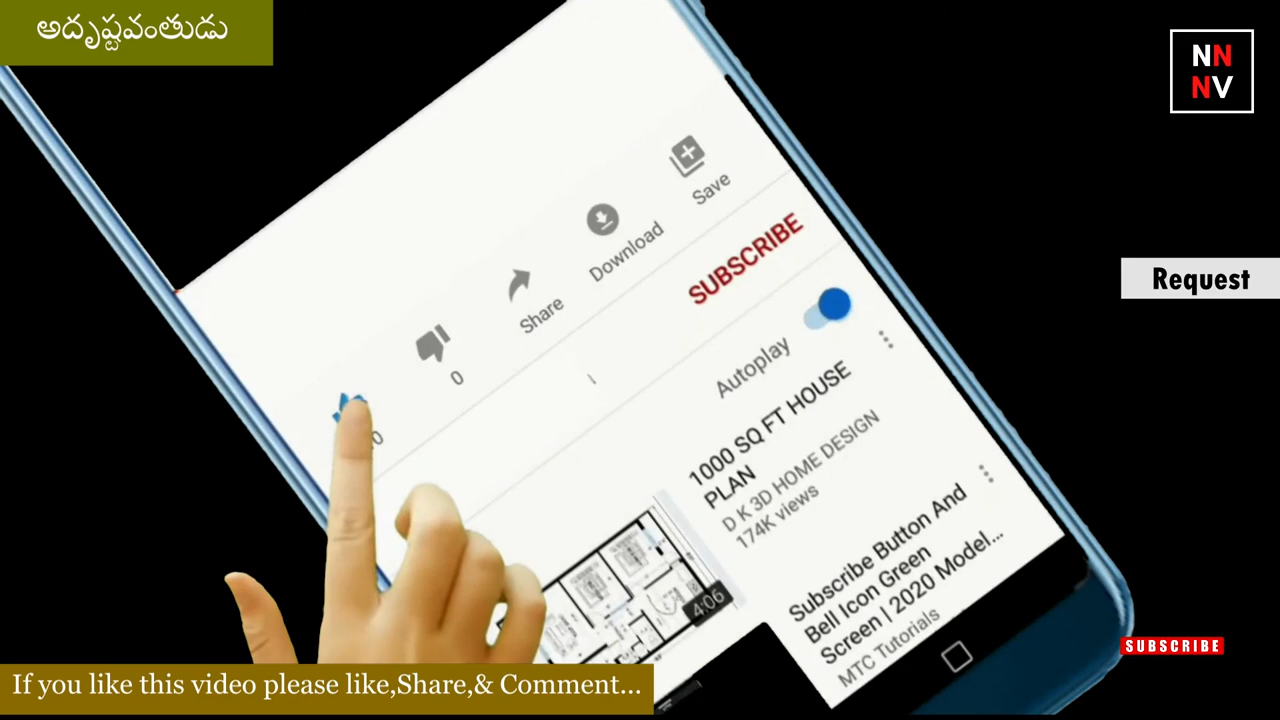 అదృష్టవంతుడు
NN
NV
Save
Download
Share
0
SUBSCRIBE
Request
Autoplay
1000 SQ FT HOUSE
PLAN
D K 3D HOME DESIGN
174K views
4:06
Subscribe Button And
Bell Icon Green
Screen | 2020 Model...
MTC Tutorials
SUBSCRIBE
If you like this video please like,Share,& Comment...